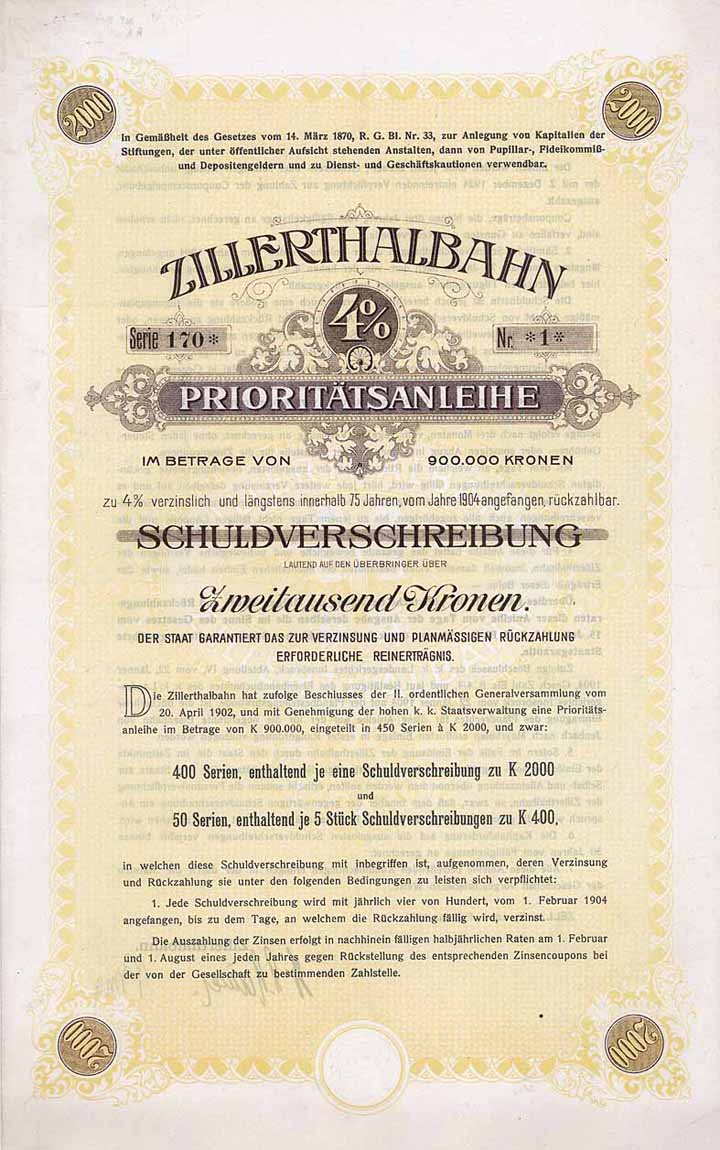 2000
2000
In Gemäßheit des Gesetzes vom 14. März 1870, R. G. Bl. Nr. 33, zur Anlegung von Kapitalien der
Stiftungen, der unter öffentlicher Aufsicht stehenden Anstalten, dann von Pupillar-, Fideikommiß-
und Depositengeldern und zu Dienst- und Geschäftskautionen verwendbar.
ZILLERTHALBAHN
4%
Serie 170*
Nr. *1*
PRIORITÄTSANLEIHE
IM BETRAGE VON 900.000 KRONEN
zu 4% verzinslich und längstens innerhalb 75 Jahren, vom Jahre 1904 angefangen, rückzahlbar.
SCHULDVERSCHREIBUNG
LAUTEND AUF DEN ÜBERBRINGER ÜBER
Zweitausend Kronen.
DER STAAT GARANTIERT DAS ZUR VERZINSUNG UND PLANMÄSSIGEN RÜCKZAHLUNG
ERFORDERLICHE REINERTRÄGNIS.
Die Zillerthalbahn hat zufolge Beschlusses der II. ordentlichen Generalversammlung vom
20. April 1902, und mit Genehmigung der hohen k. k. Staatsverwaltung eine Prioritäts-
anleihe im Betrage von K 900.000, eingeteilt in 450 Serien à K 2000, und zwar:
400 Serien, enthaltend je eine Schuldverschreibung zu K 2000
und
50 Serien, enthaltend je 5 Stück Schuldverschreibungen zu K 400,
in welchen diese Schuldverschreibung mit inbegriffen ist, aufgenommen, deren Verzinsung
und Rückzahlung sie unter den folgenden Bedingungen zu leisten sich verpflichtet:
1. Jede Schuldverschreibung wird mit jährlich vier von Hundert, vom 1. Februar 1904
angefangen, bis zu dem Tage, an welchem die Rückzahlung fällig wird, verzinst.
Die Auszahlung der Zinsen erfolgt in nachhinein fälligen halbjährlichen Raten am 1. Februar
und 1. August eines jeden Jahres gegen Rückstellung des entsprechenden Zinsencoupons bei
der von der Gesellschaft zu bestimmenden Zahlstelle.
2000
2000